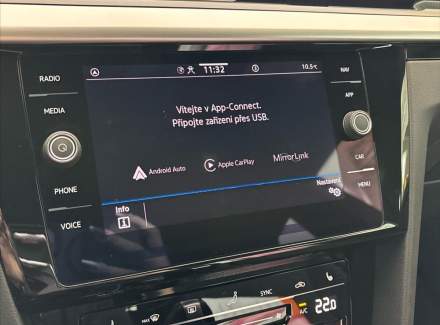 RADIO
MEDIA
PHONE
VOICE
11:32
10.5°C
Vítejte v App-Connect.
Připojte zařízení přes USB.
Android Auto
Apple CarPlay
MirrorLink
Info
Nastavení
NAV
APP
CAR
MENU
MAX
SYNC
A/C
22.0